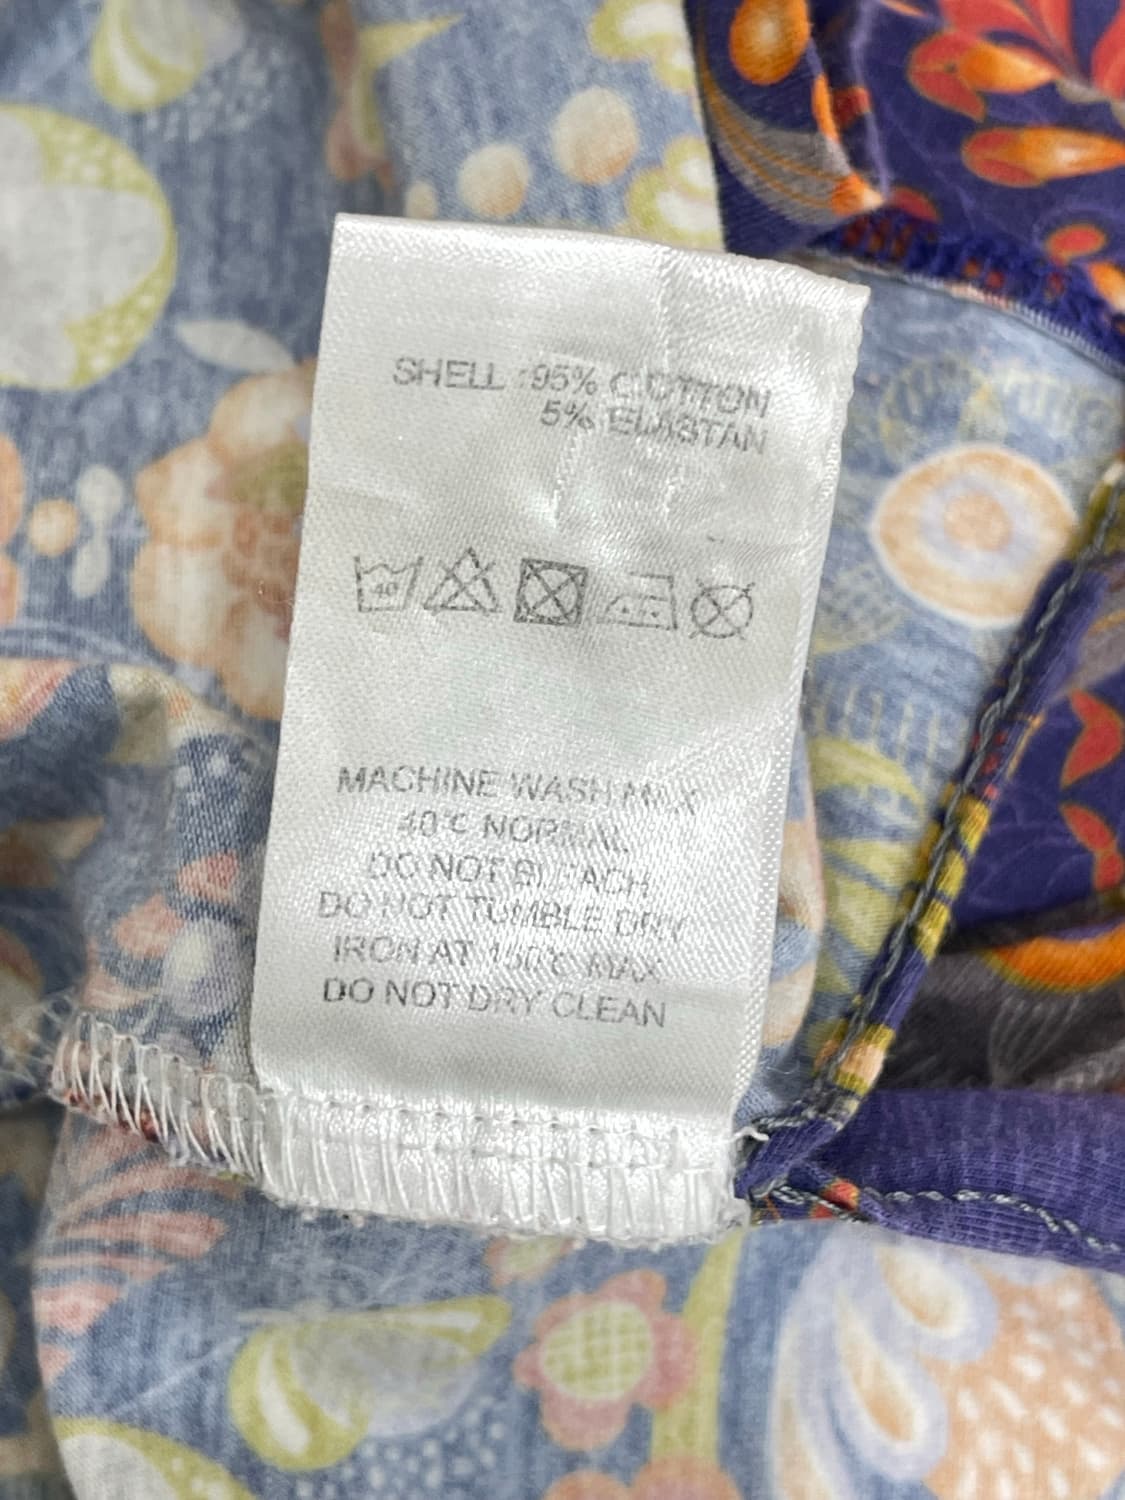 SHELL :95% COTTON
5% ELASTAN
40
MACHINE WASH MAX
40°C NORMAL
DO NOT BLEACH
DO NOT TUMBLE DRY
IRON AT 150°C MAX
DO NOT DRY CLEAN